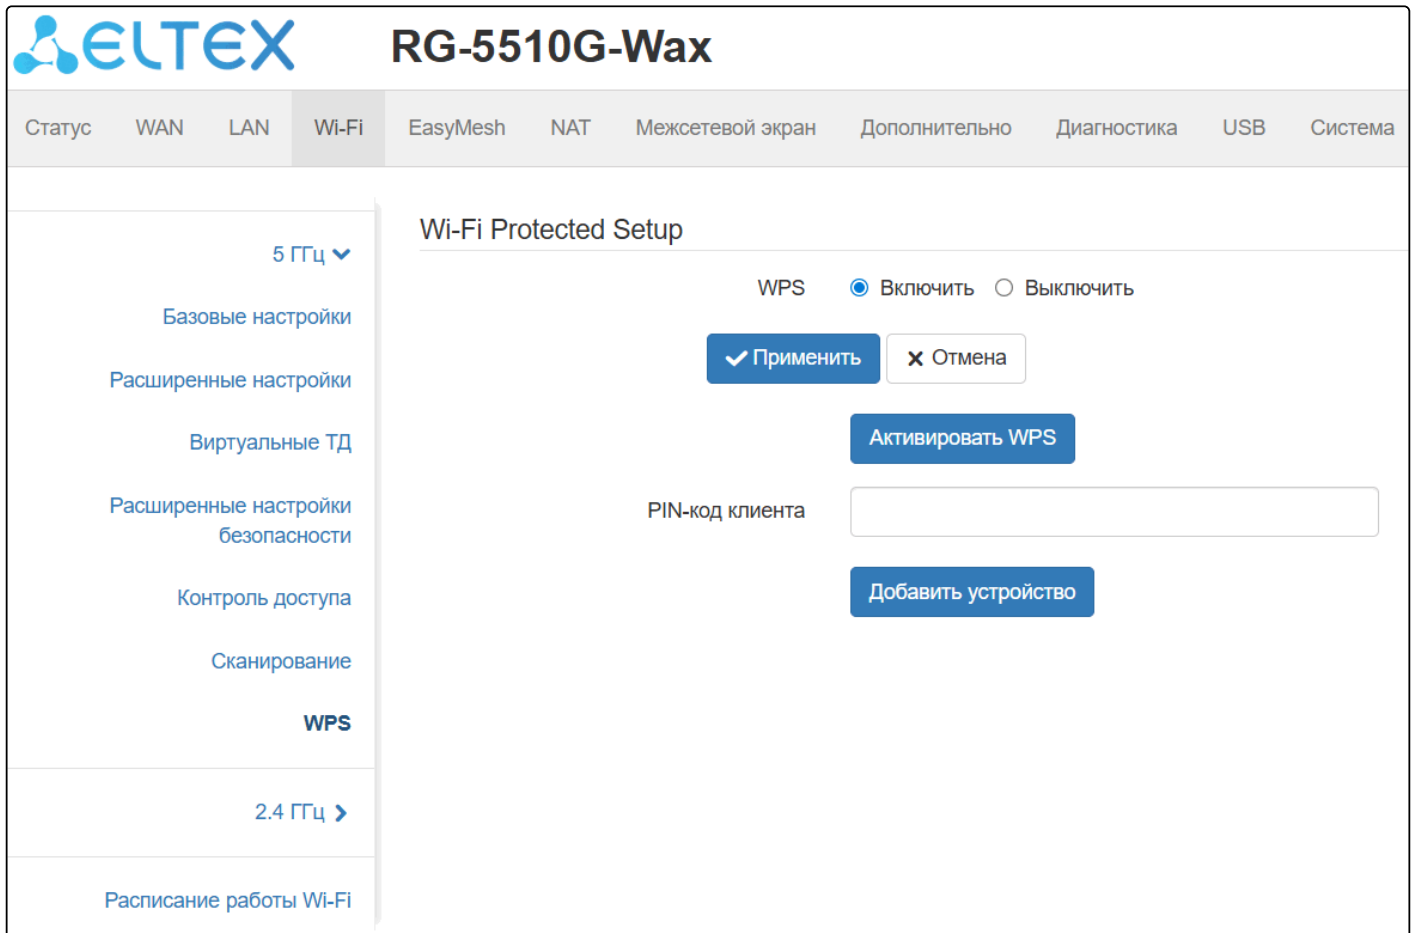 ELTEX RG-5510G-Wax
Статус WAN LAN Wi-Fi EasyMesh NAT Межсетевой экран Дополнительно Диагностика USB Система
5 ГГц
Базовые настройки
Расширенные настройки
Виртуальные ТД
Расширенные настройки
безопасности
Контроль доступа
Сканирование
WPS
2.4 ГГц
Расписание работы Wi-Fi
Wi-Fi Protected Setup
WPS Включить Выключить
Применить Отмена
Активировать WPS
PIN-код клиента
Добавить устройство